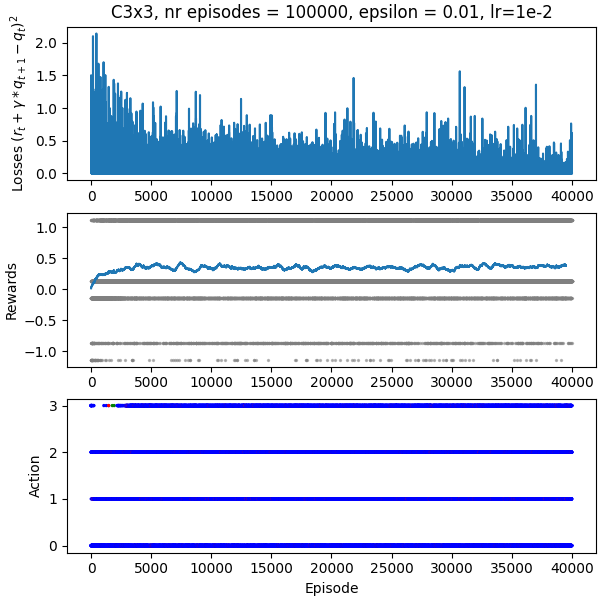 C3x3, nr episodes = 100000, epsilon = 0.01, lr=1e-2
Losses $(r_t + \gamma * q_{t+1} - q_t)^2$
2.0
1.5
1.0
0.5
0.0
0 5000 10000 15000 20000 25000 30000 35000 40000
Rewards
1.0
0.5
0.0
−0.5
−1.0
0 5000 10000 15000 20000 25000 30000 35000 40000
Action
3
2
1
0
0 5000 10000 15000 20000 25000 30000 35000 40000
Episode